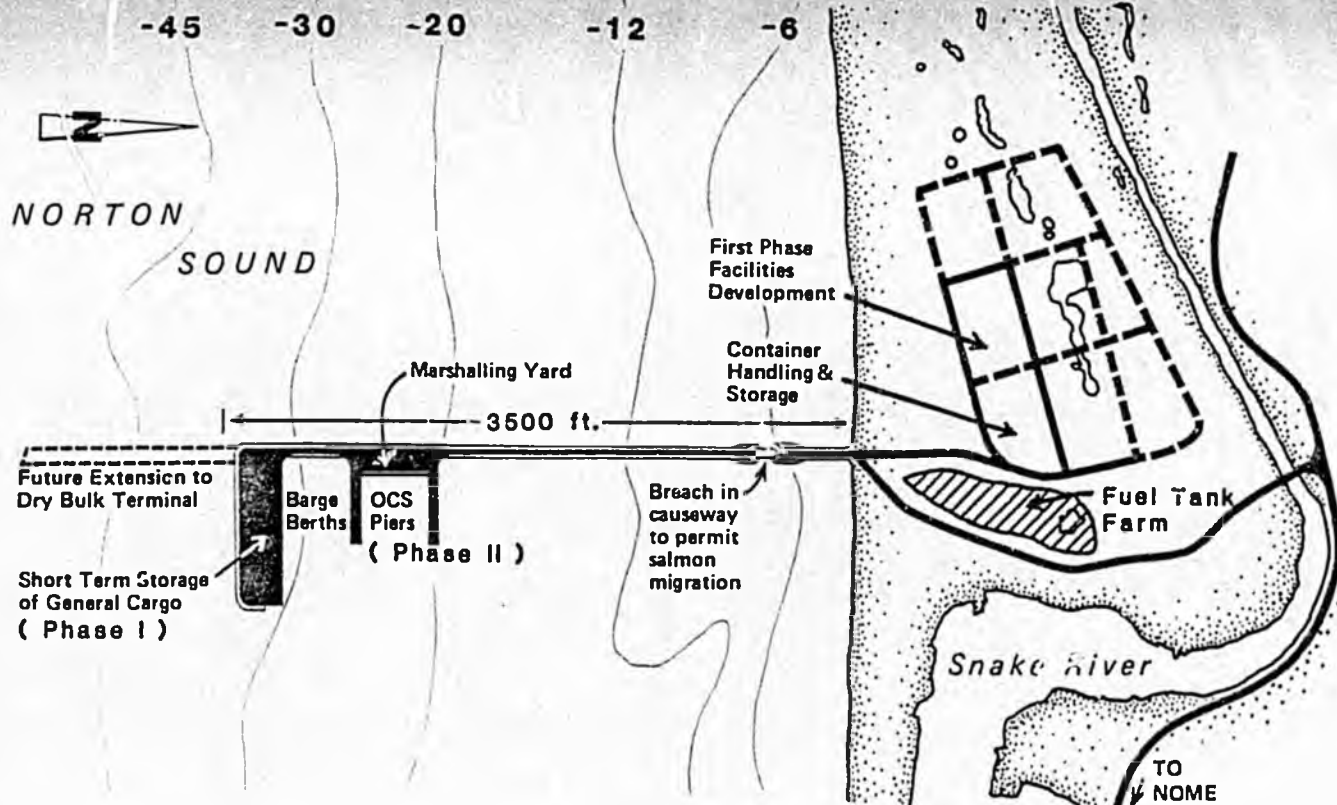 -45 -30 -20 -12 -6
N
NORTON
SOUND
First Phase
Facilities
Development
Container
Handling &
Storage
Marshalling Yard
3500 ft.
Future Extension to
Dry Bulk Terminal
Barge
Berths
OCS
Piers
( Phase II )
Breach in
causeway
to permit
salmon
migration
Fuel Tank
Farm
Short Term Storage
of General Cargo
( Phase I )
Snake River
TO
NOME